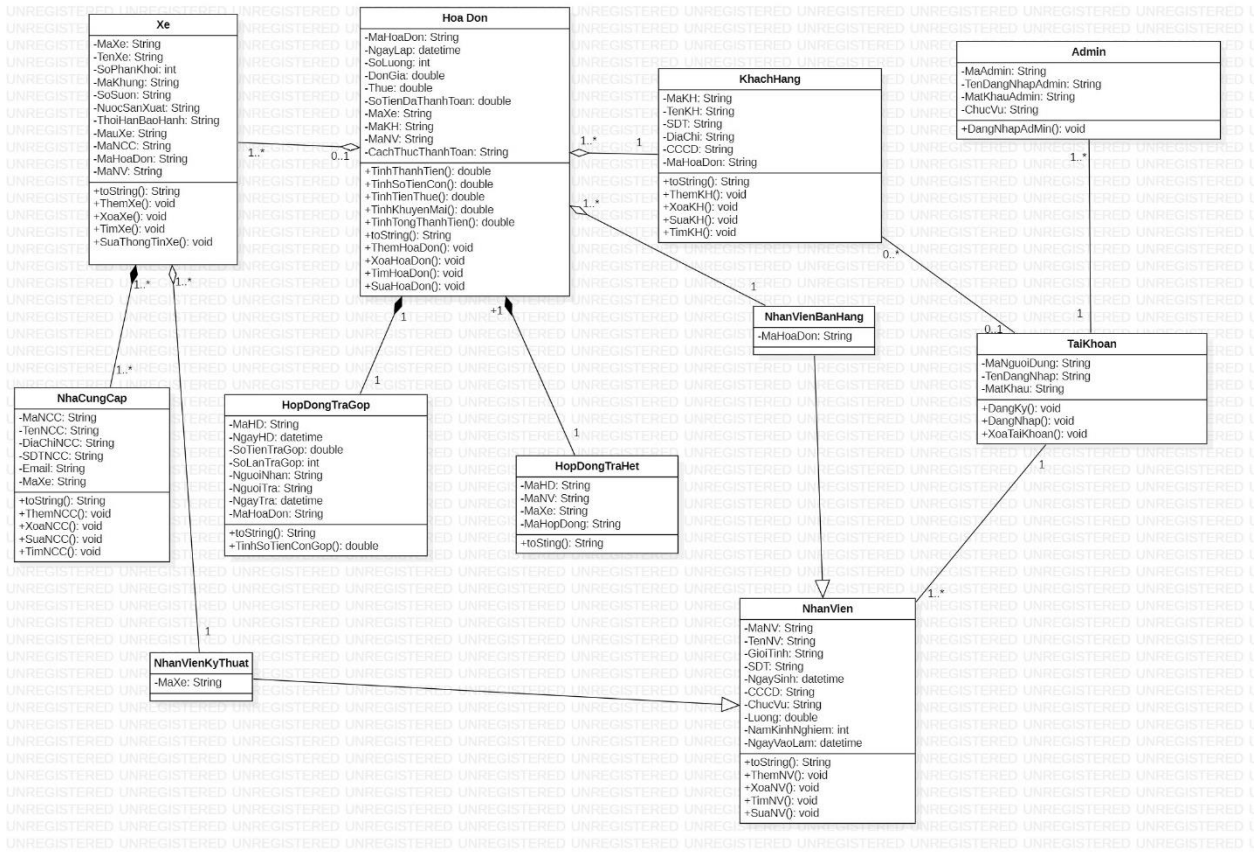 Xe
-MaXe: String
-TenXe: String
-SoPhanKhoi: int
-MaKhung: String
-SoSuon: String
-NuocSanXuat: String
-ThoiHanBaoHanh: String
-MauXe: String
-MaNCC: String
-MaHoaDon: String
-MaNV: String
+toString(): String
+ThemXe(): void
+XoaXe(): void
+TimXe(): void
+SuaThongTinXe(): void
Hoa Don
-MaHoaDon: String
-NgayLap: datetime
-SoLuong: int
-DonGia: double
-Thue: double
-SoTienDaThanhToan: double
-MaXe: String
-MaKH: String
-MaNV: String
-CachThucThanhToan: String
+TinhThanhTien(): double
+TinhSoTienCon(): double
+TinhTienThue(): double
+TinhKhuyenMai(): double
+TinhTongThanhTien(): double
+toString(): String
+ThemHoaDon(): void
+XoaHoaDon(): void
+TimHoaDon(): void
+SuaHoaDon(): void
KhachHang
-MaKH: String
-TenKH: String
-SDT: String
-DiaChi: String
-CCCD: String
-MaHoaDon: String
+toString(): String
+ThemKH(): void
+XoaKH(): void
+SuaKH(): void
+TimKH(): void
Admin
-MaAdmin: String
-TenDangNhapAdmin: String
-MatKhauAdmin: String
-ChucVu: String
+DangNhapAdMin(): void
1..*
0..1
1..*
1
1..*
1
1..*
1
0..*
0..1
1..*
1..*
1..*
1
1
1
+1
1
NhanVienBanHang
-MaHoaDon: String
TaiKhoan
-MaNguoiDung: String
-TenDangNhap: String
-MatKhau: String
+DangKy(): void
+DangNhap(): void
+XoaTaiKhoan(): void
1
1..*
NhaCungCap
-MaNCC: String
-TenNCC: String
-DiaChiNCC: String
-SDTNCC: String
-Email: String
-MaXe: String
+toString(): String
+ThemNCC(): void
+XoaNCC(): void
+SuaNCC(): void
+TimNCC(): void
HopDongTraGop
-MaHD: String
-NgayHD: datetime
-SoTienTraGop: double
-SoLanTraGop: int
-NguoiNhan: String
-NguoiTra: String
-NgayTra: datetime
-MaHoaDon: String
+toString(): String
+TinhSoTienConGop(): double
HopDongTraHet
-MaHD: String
-MaNV: String
-MaXe: String
-MaHopDong: String
+toSting(): String
NhanVienKyThuat
-MaXe: String
NhanVien
-MaNV: String
-TenNV: String
-GioiTinh: String
-SDT: String
-NgaySinh: datetime
-CCCD: String
-ChucVu: String
-Luong: double
-NamKinhNghiem: int
-NgayVaoLam: datetime
+toString(): String
+ThemNV(): void
+XoaNV(): void
+TimNV(): void
+SuaNV(): void
UNREGISTERED